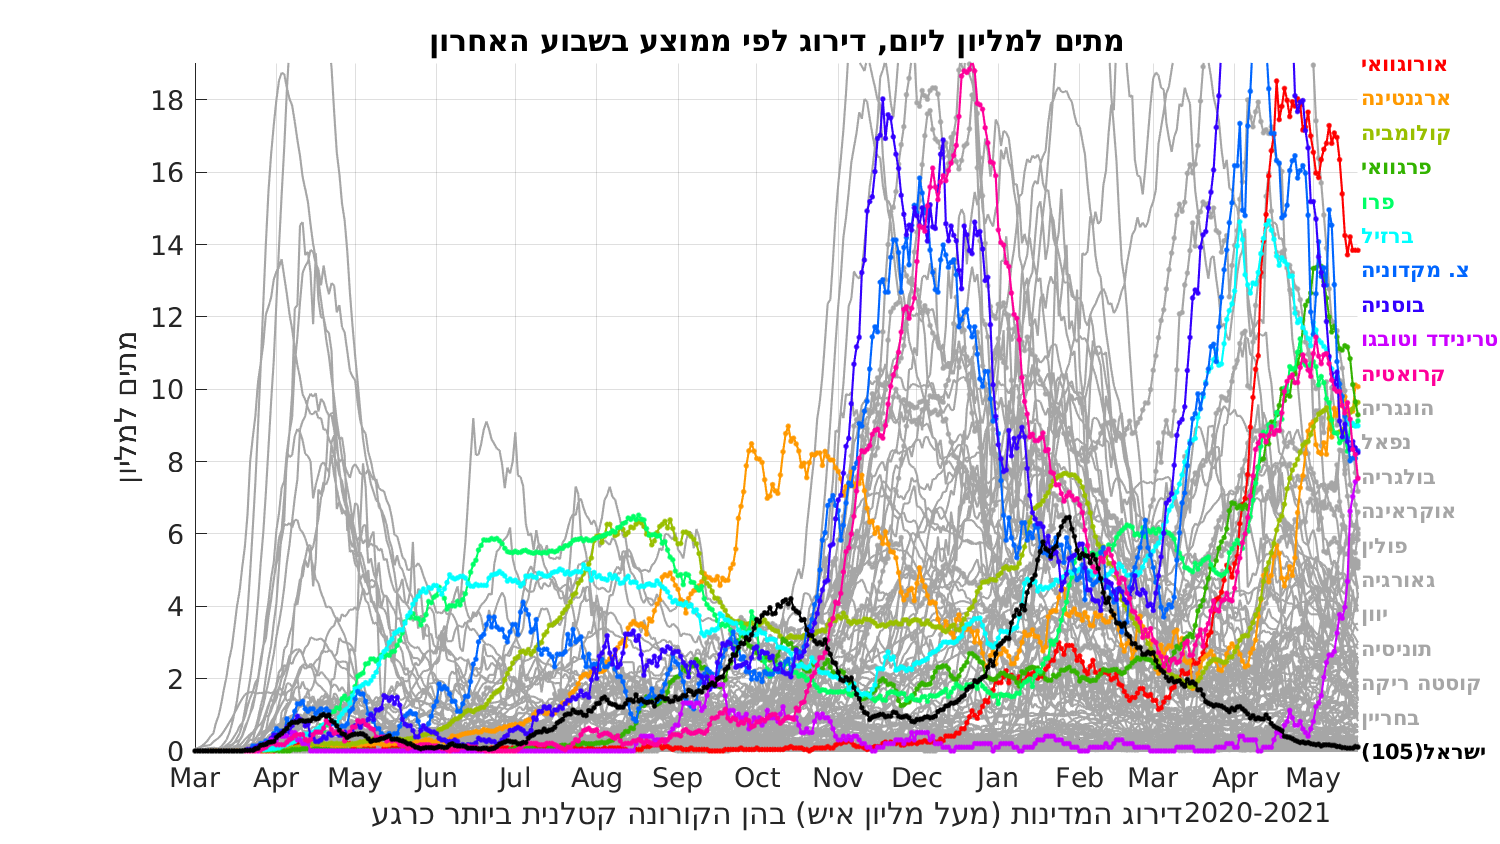 מתים למליון ליום, דירוג לפי ממוצע בשבוע האחרון
מתים למליון
18
16
14
12
10
8
6
4
2
0
Mar Apr May Jun Jul Aug Sep Oct Nov Dec Jan Feb Mar Apr May
דירוג המדינות (מעל מליון איש) בהן הקורונה קטלנית ביותר כרגע2020-2021
אורוגוואי
ארגנטינה
קולומביה
פרגוואי
פרו
ברזיל
צ. מקדוניה
בוסניה
טרינידד וטובגו
קרואטיה
הונגריה
נפאל
בולגריה
אוקראינה
פולין
גאורגיה
יוון
תוניסיה
קוסטה ריקה
בחריין
ישראל(105)